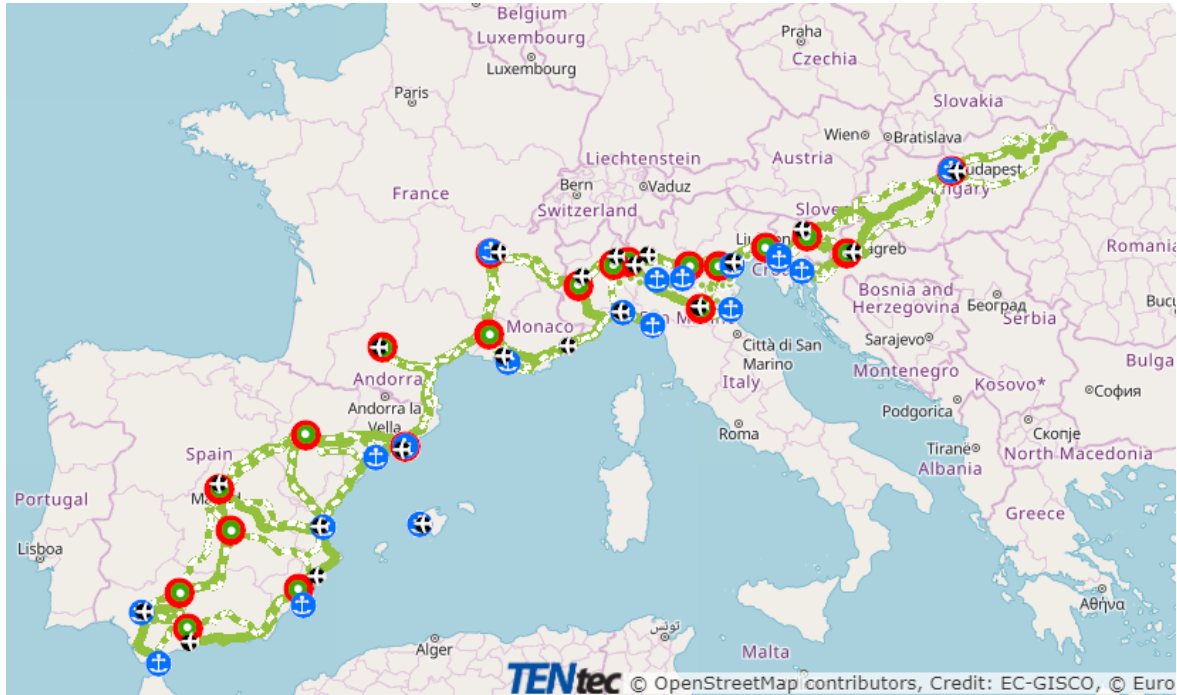 Belgium
Luxembourg
Luxembourg
Praha
Czechia
Paris
Slovakia
Wien
Bratislava
Liechtenstein
Austria
Bern
Vaduz
Switzerland
France
Romania
Monaco
Bosnia and
Herzegovina
Београд
Serbia
Città di San
Marino
Sarajevo
Italy
Montenegro
Bulga
Andorra
Kosovo*
София
Andorra la
Vella
Podgorica
Roma
Скопје
Spain
Tiranë
North Macedonia
Albania
Portugal
Greece
Lisboa
Αθήνα
تونس
Alger
Malta
TENtec © OpenStreetMap contributors, Credit: EC-GISCO, © Euro